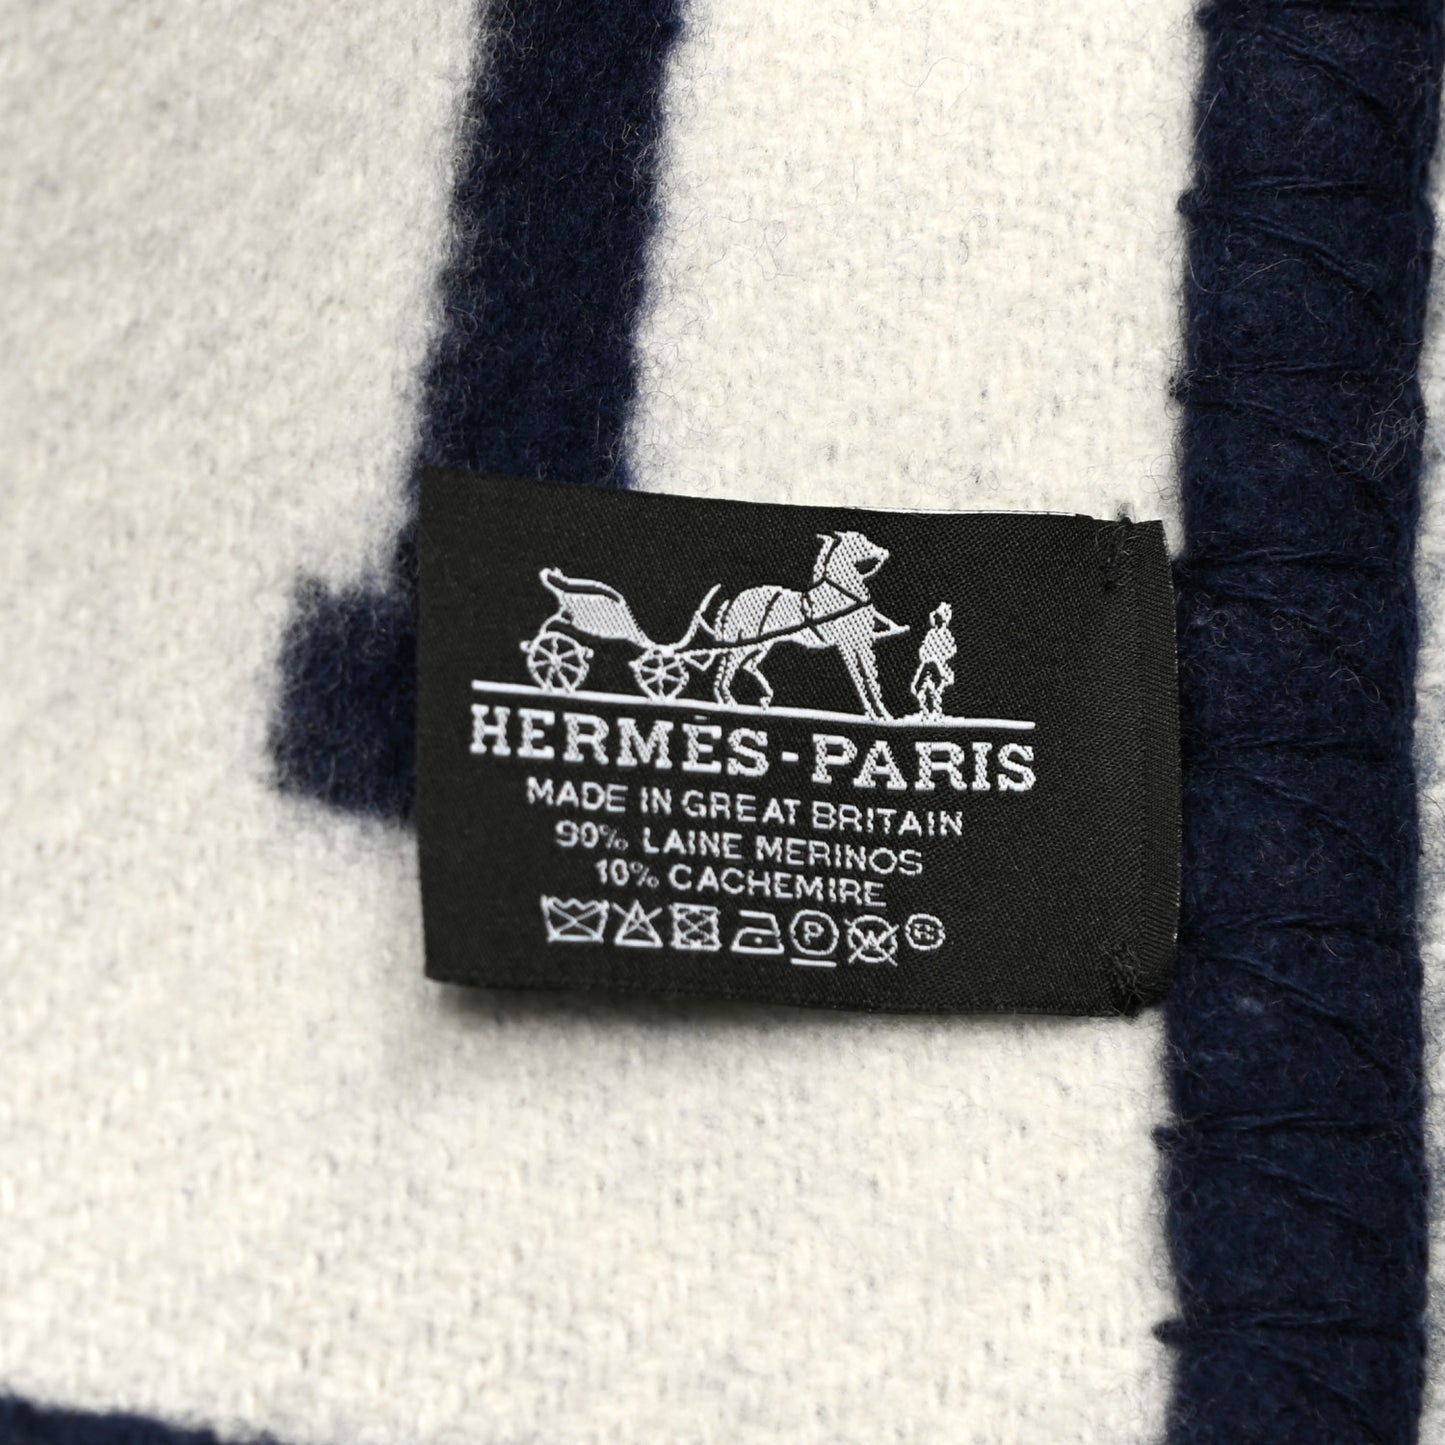 HERMÈS-PARIS
MADE IN GREAT BRITAIN
90% LAINE MERINOS
10% CACHEMIRE
P W ®